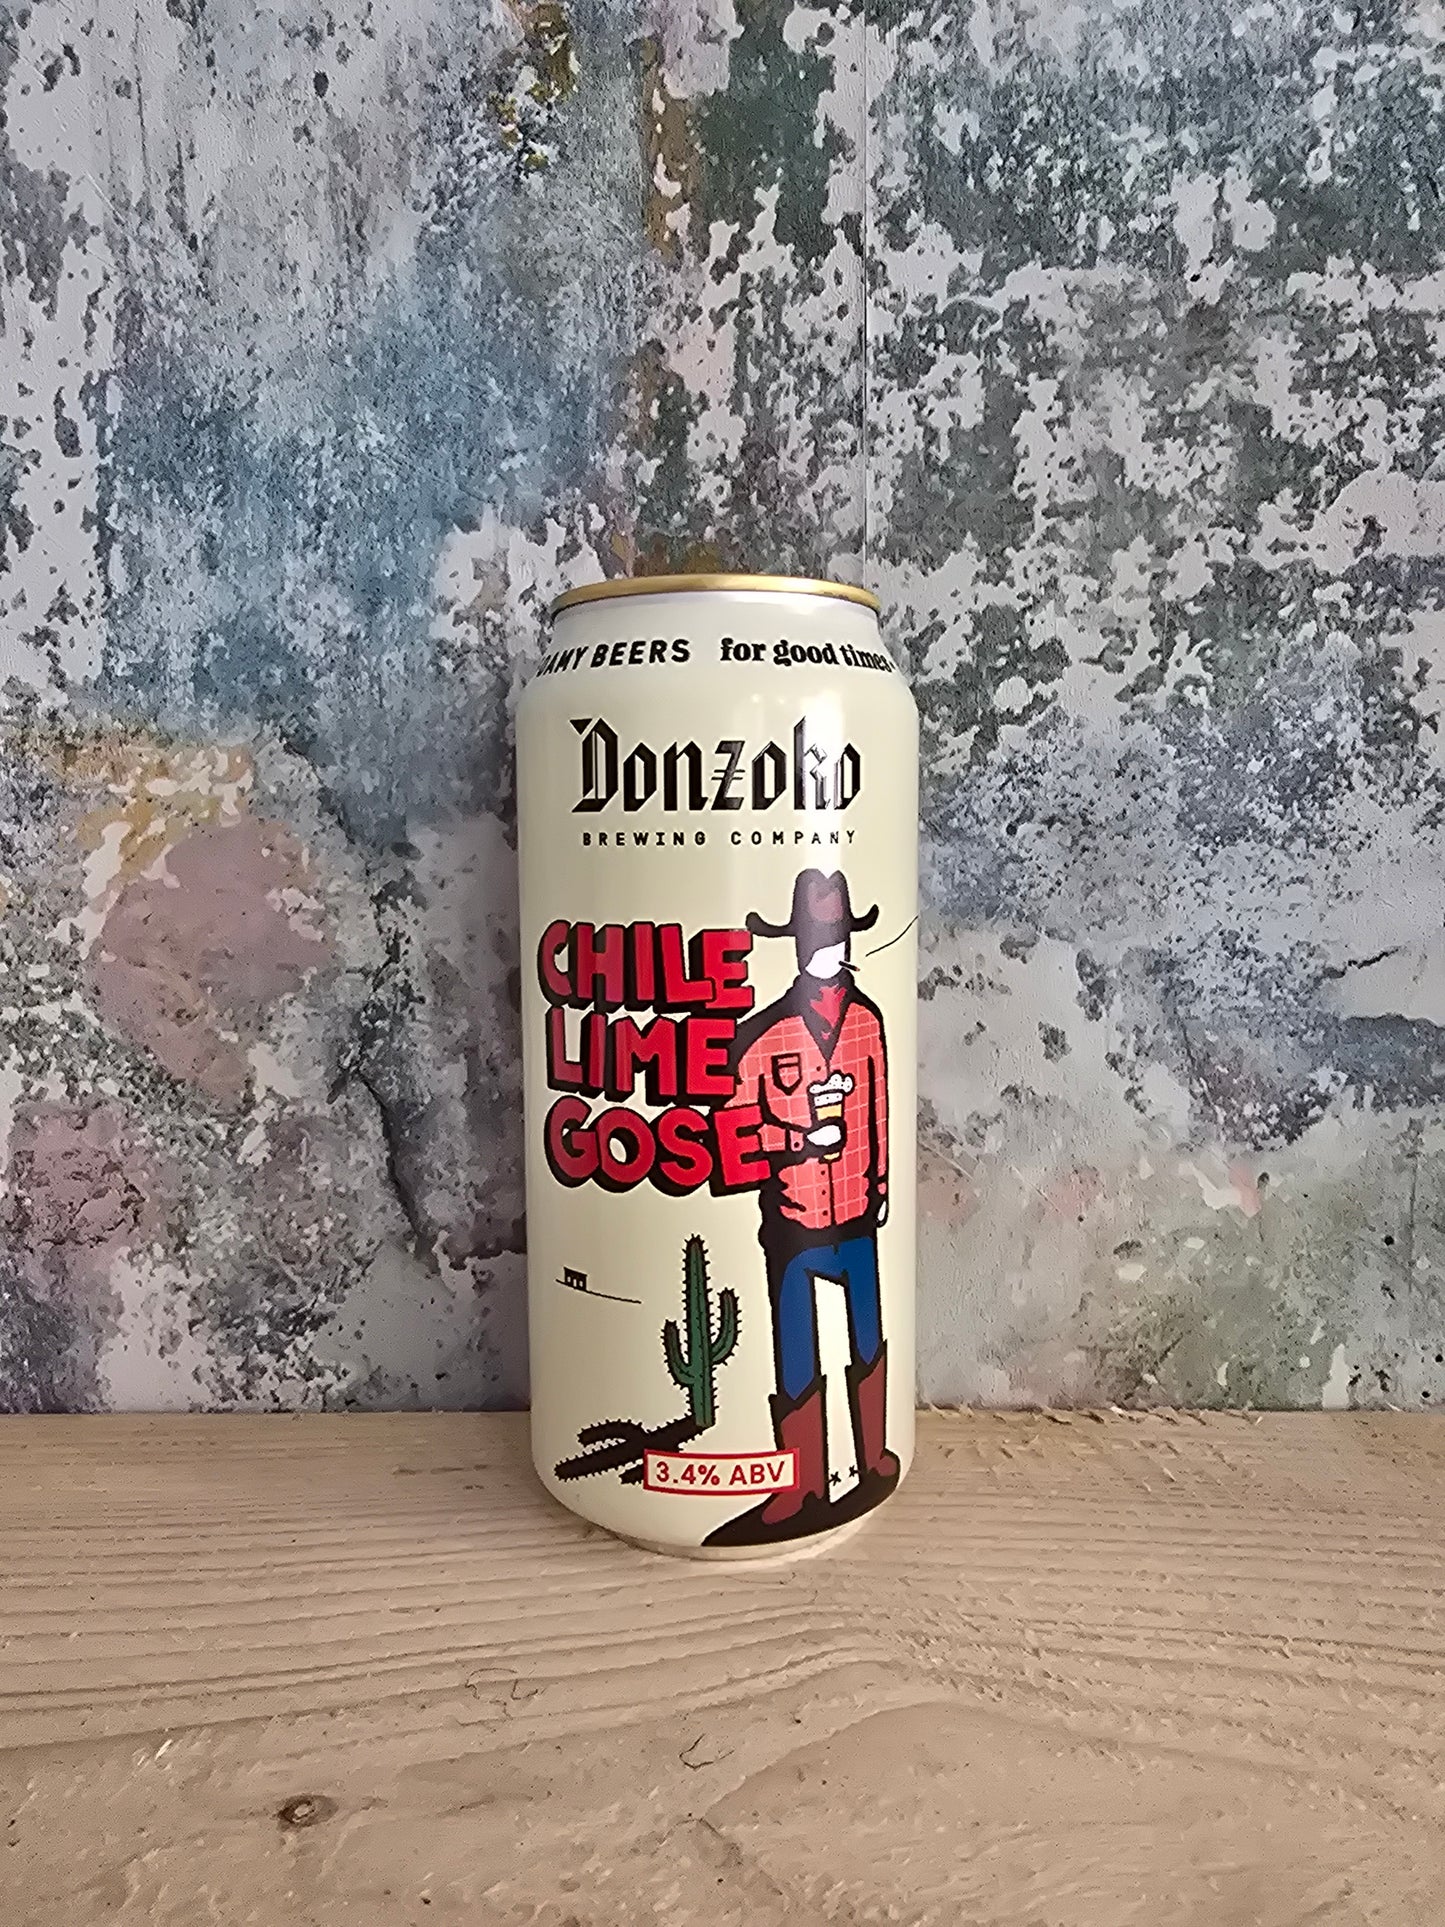 BEERS for good times
Donzoko
BREWING COMPANY
CHILE
LIME
GOSE
3.4% ABV